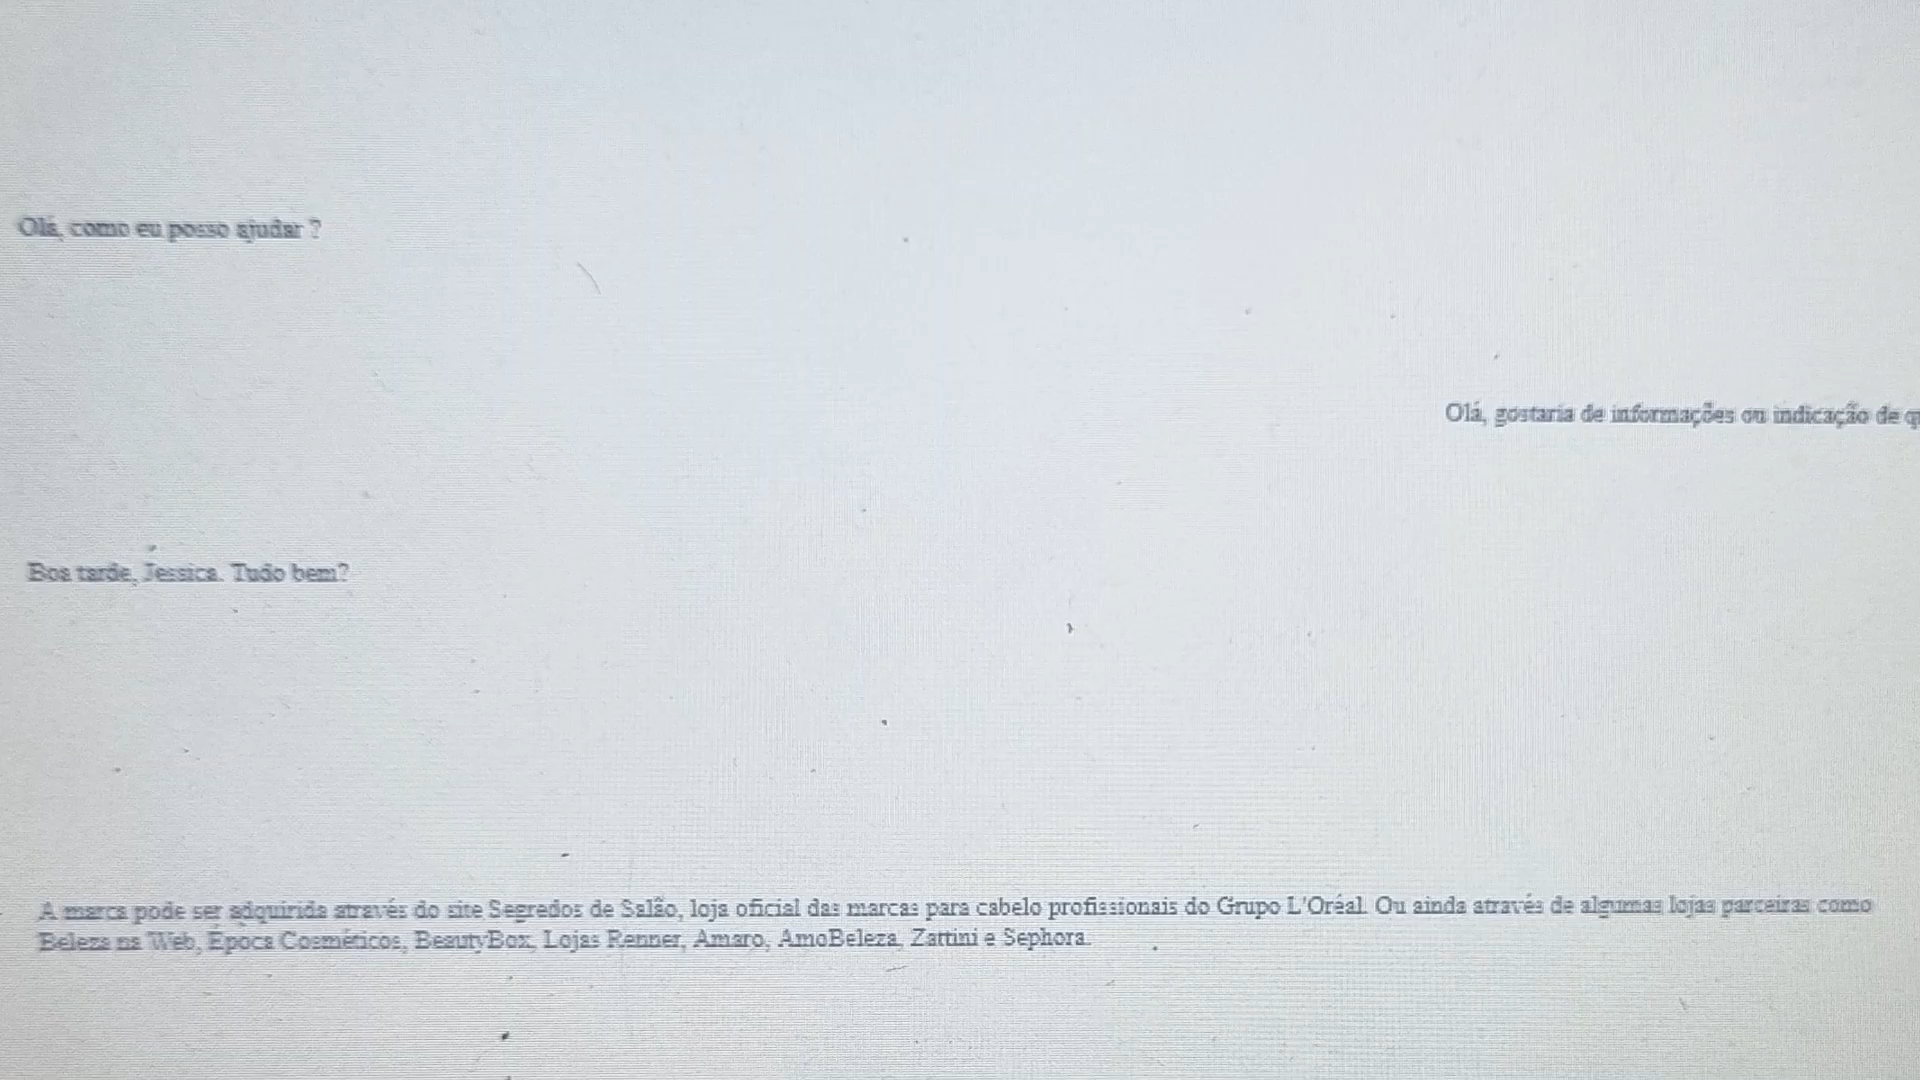 Olá, como eu posso ajudar ?
Olá, gostaria de informações ou indicação de
Boa tarde, Jessica. Tudo bem?
A marca pode ser adquirida através do site Segredos de Salão, loja oficial das marcas para cabelo profissionais do Grupo L'Oréal. Ou ainda através de algumas lojas parceiras como
Beleza na Web, Época Cosméticos, BeautyBox, Lojas Renner, Amaro, AmoBeleza, Zattini e Sephora.